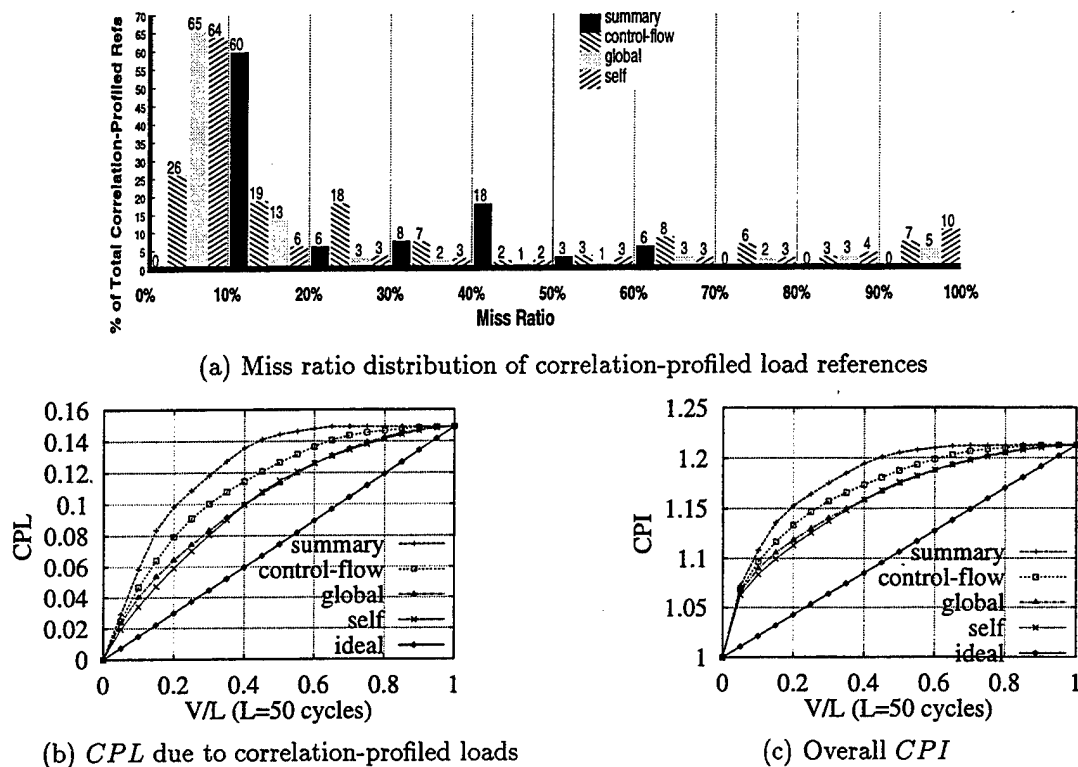 % of Total Correlation-Profiled Refs
70
65
60
55
50
45
40
35
30
25
20
15
10
5
0
0 26 65 64
60 19 13 6
6 18 3 3
8 7 2 3
18 2 1 2
3 3 1 3
6 8 3 3
0 6 2 3
0 3 3 4
0 7 5 10
summary
control-flow
global
self
0% 10% 20% 30% 40% 50% 60% 70% 80% 90% 100%
Miss Ratio
(a) Miss ratio distribution of correlation-profiled load references
CPL
0.16
0.14
0.12
0.1
0.08
0.06
0.04
0.02
0
summary
control-flow
global
self
ideal
0 0.2 0.4 0.6 0.8 1
V/L (L=50 cycles)
(b) CPL due to correlation-profiled loads
CPI
1.25
1.2
1.15
1.1
1.05
1
summary
control-flow
global
self
ideal
0 0.2 0.4 0.6 0.8 1
V/L (L=50 cycles)
(c) Overall CPI